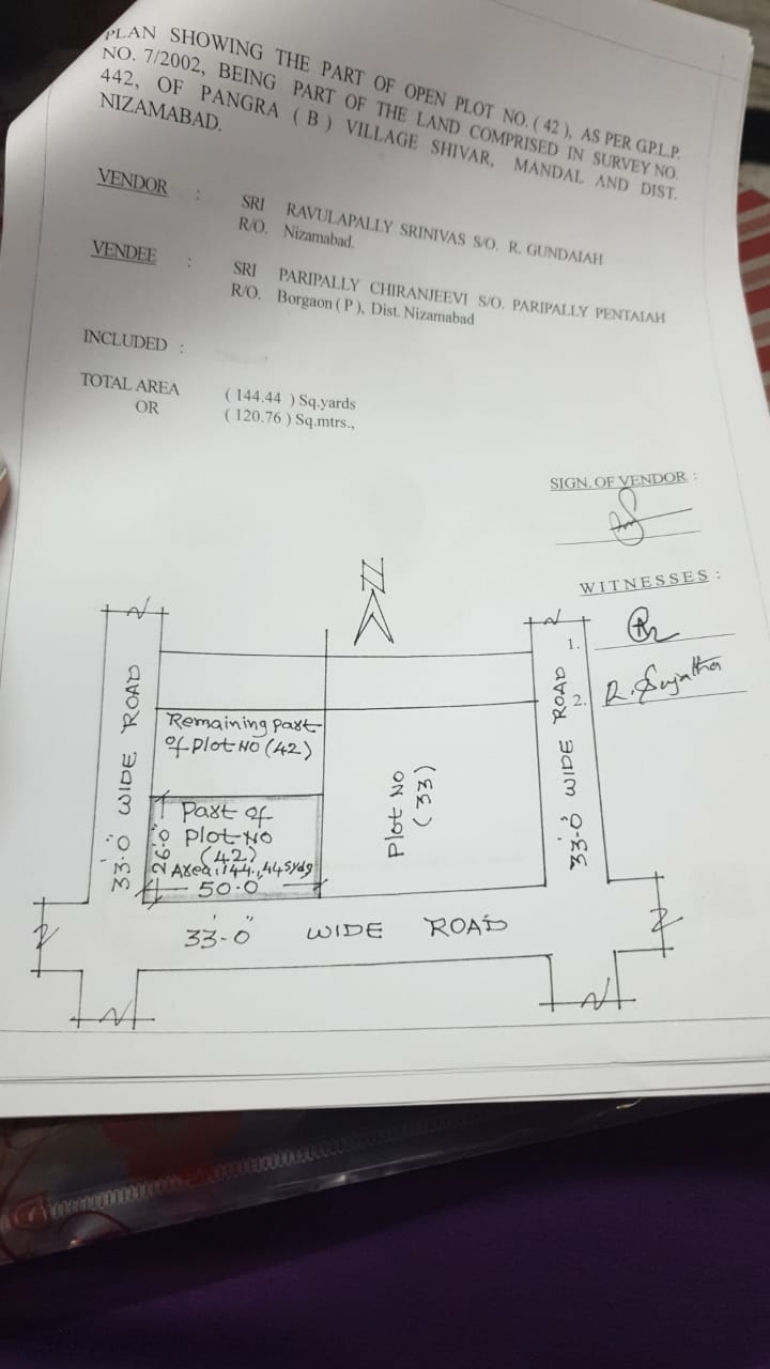 PLAN SHOWING THE PART OF OPEN PLOT NO. ( 42 ), AS PER G.P.L.P.
NO. 7/2002, BEING PART OF THE LAND COMPRISED IN SURVEY NO.
442, OF PANGRA ( B ) VILLAGE SHIVAR, MANDAL AND DIST.
NIZAMABAD.
VENDOR : SRI RAVULAPALLY SRINIVAS S/O. R. GUNDAIAH
R/O. Nizamabad.
VENDEE : SRI PARIPALLY CHIRANJEEVI S/O. PARIPALLY PENTAIAH
R/O. Borgaon ( P ), Dist. Nizamabad
INCLUDED :
TOTAL AREA ( 144.44 ) Sq.yards
OR ( 120.76 ) Sq.mtrs.,
SIGN. OF VENDOR :
WITNESSES :
1.
2. R. Sujatha
N
33'-0" WIDE ROAD
Remaining part
of plot NO (42)
Part of
plot NO
(42)
Area: 144.44 Syds
26'-0"
50-0
Plot NO
(33)
33'-0" WIDE ROAD
33'-0" WIDE ROAD